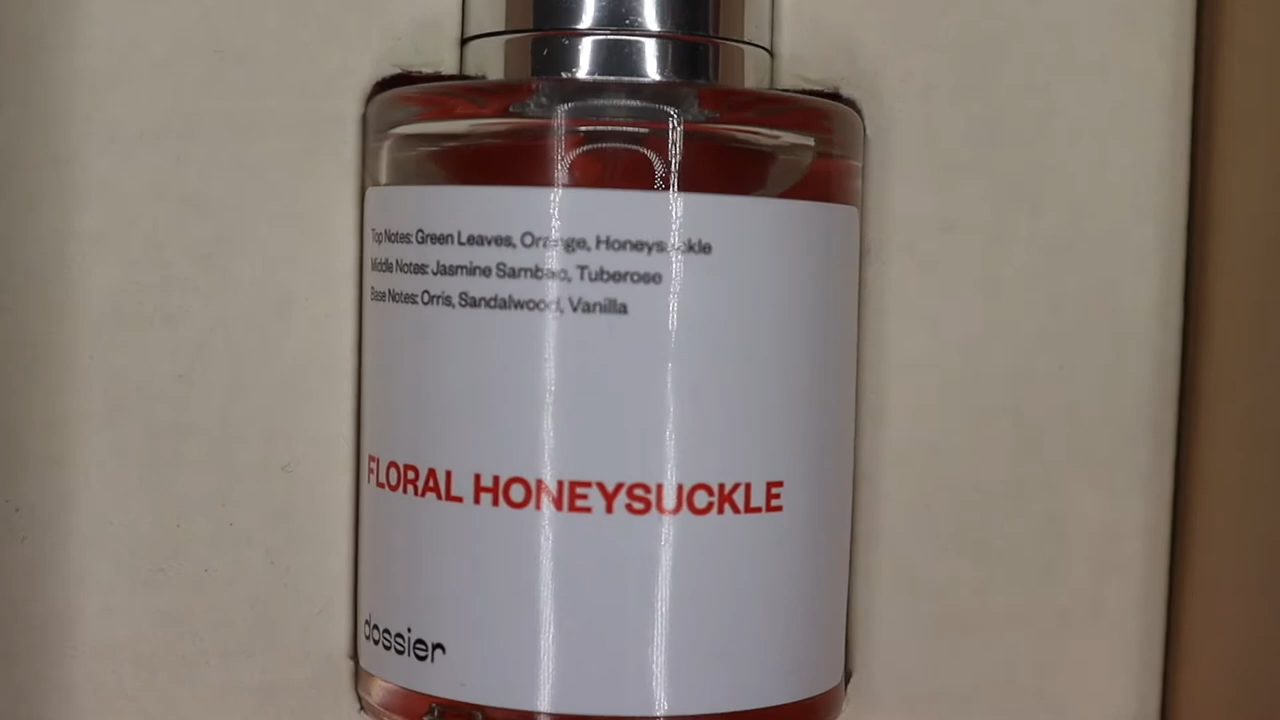 Top Notes: Green Leaves, Orange, Honeysuckle
Middle Notes: Jasmine Sambac, Tuberose
Base Notes: Orris, Sandalwood, Vanilla
FLORAL HONEYSUCKLE
dossier